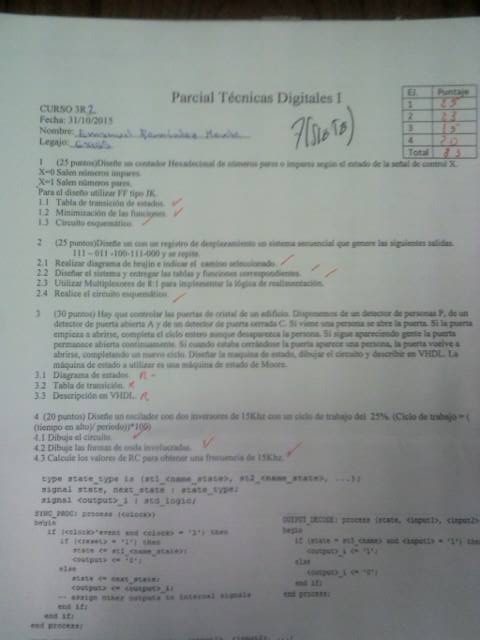 Parcial Técnicas Digitales I
CURSO 3R2
Fecha: 31/10/2015
Nombre: Emanuel
Legajo:
7(SIETE)
Ej. Puntaje
1 25
2 23
3 15
4 20
Total 83
1 (25 puntos)Diseñe un contador Hexadecimal de números pares o impares según el estado de la señal de control X.
X=0 Salen números impares.
X=1 Salen números pares.
Para el diseño utilizar FF tipo JK.
1.1 Tabla de transición de estados.
1.2 Minimización de las funciones.
1.3 Circuito esquemático.
2 (25 puntos)Diseñe un con un registro de desplazamiento un sistema secuencial que genere las siguientes salidas.
111 – 011 -100-111-000 y se repite.
2.1 Realizar diagrama de brujin e indicar el camino seleccionado.
2.2 Diseñar el sistema y entregar las tablas y funciones correspondientes.
2.3 Utilizar Multiplexores de 8:1 para implementar la lógica de realimentación.
2.4 Realice el circuito esquemático.
3 (30 puntos) Hay que controlar las puertas de cristal de un edificio. Disponemos de un detector de personas P, de un
detector de puerta abierta A y de un detector de puerta cerrada C. Si viene una persona se abre la puerta. Si la puerta
empieza a abrirse, completa el ciclo entero aunque desaparezca la persona. Si sigue apareciendo gente la puerta
permanece abierta continuamente. Si cuando estaba cerrándose la puerta aparece una persona, la puerta vuelve a
abrirse, completando un nuevo ciclo. Diseñar la maquina de estado, dibujar el circuito y describir en VHDL. La
máquina de estado a utilizar es una máquina de estado de Moore.
3.1 Diagrama de estados. R -
3.2 Tabla de transición. R
3.3 Descripción en VHDL. R
4 (20 puntos) Diseñe un oscilador con dos inversores de 15Khz con un ciclo de trabajo del 25%. (Ciclo de trabajo = (
(tiempo en alto)/ periodo))*100)
4.1 Dibuje el circuito.
4.2 Dibuje las formas de onda involucradas.
4.3 Calcule los valores de RC para obtener una frecuencia de 15Khz.
type state_type is (st1_<name_state>, st2_<name_state>, ...);
signal state, next_state : state_type;
signal <output>_i : std_logic;
SYNC_PROC: process (<clock>)
begin
if (<clock>'event and <clock> = '1') then
if (<reset> = '1') then
state <= st1_<name_state>;
<output> <= '0';
else
state <= next_state;
<output> <= <output>_i;
-- assign other outputs to internal signals
end if;
end if;
end process;
OUTPUT_DECODE: process (state, <input1>, <input2>
begin
if (state = st1_<name> and <input1> = '1') the
<output>_i <= '1';
else
<output>_i <= '0';
end if;
end process;